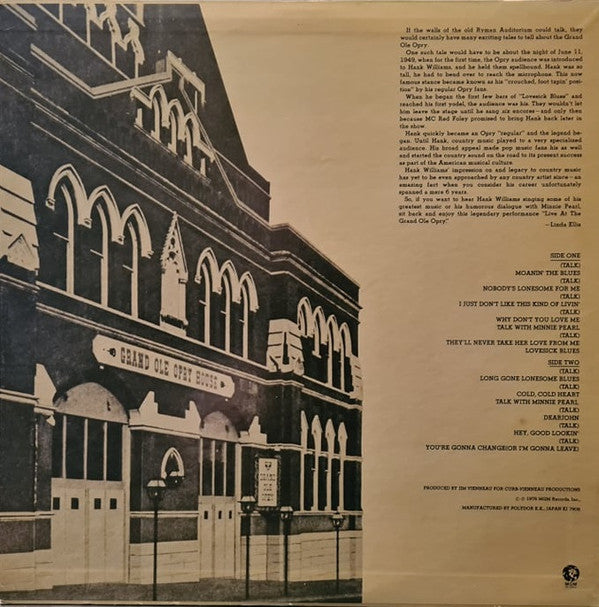 If the walls of the old Ryman Auditorium could talk, they
would certainly have many exciting tales to tell about the Grand
Ole Opry.
One such tale would have to be about the night of June 11,
1949, when for the first time, the Opry audience was introduced
to Hank Williams, and he held them spellbound. Hank was so
tall, he had to bend over to reach the microphone. This now
famous stance became known as his "crouched, foot tapin' posi-
tion" by his regular Opry fans.
When he began the first few bars of "Lovesick Blues" and
reached his first yodel, the audience was his. They wouldn't let
him leave the stage until he sang six encores—and only then
because MC Red Foley promised to bring Hank back later in
the show.
Hank quickly became an Opry "regular" and the legend be-
gan. Until Hank, country music played to a very specialized
audience. His broad appeal made pop music fans his as well
and started the country sound on the road to its present success
as part of the American musical culture.
Hank Williams' impression on and legacy to country music
has yet to be even approached by any country artist since—an
amazing fact when you consider his career unfortunately
spanned a mere 6 years.
So, if you want to hear Hank Williams singing some of his
greatest music or his humorous dialogue with Minnie Pearl,
sit back and enjoy this legendary performance "Live At The
Grand Ole Opry."
—Linda Ellis
SIDE ONE
(TALK)
MOANIN' THE BLUES
(TALK)
NOBODY'S LONESOME FOR ME
(TALK)
I JUST DON'T LIKE THIS KIND OF LIVIN'
(TALK)
WHY DON'T YOU LOVE ME
TALK WITH MINNIE PEARL
(TALK)
THEY'LL NEVER TAKE HER LOVE FROM ME
LOVESICK BLUES
SIDE TWO
(TALK)
LONG GONE LONESOME BLUES
(TALK)
COLD, COLD HEART
TALK WITH MINNIE PEARL
(TALK)
DEARJOHN
(TALK)
HEY, GOOD LOOKIN'
(TALK)
YOU'RE GONNA CHANGE(OR I'M GONNA LEAVE)
PRODUCED BY JIM VIENNEAU FOR CURB-VIENNEAU PRODUCTIONS
C-Ⓟ 1976 MGM Records, Inc.,
MANUFACTURED BY POLYDOR K.K., JAPAN KI 7908
MGM
GRAND OLE OPRY HOUSE
GRAND
OLE
OPRY